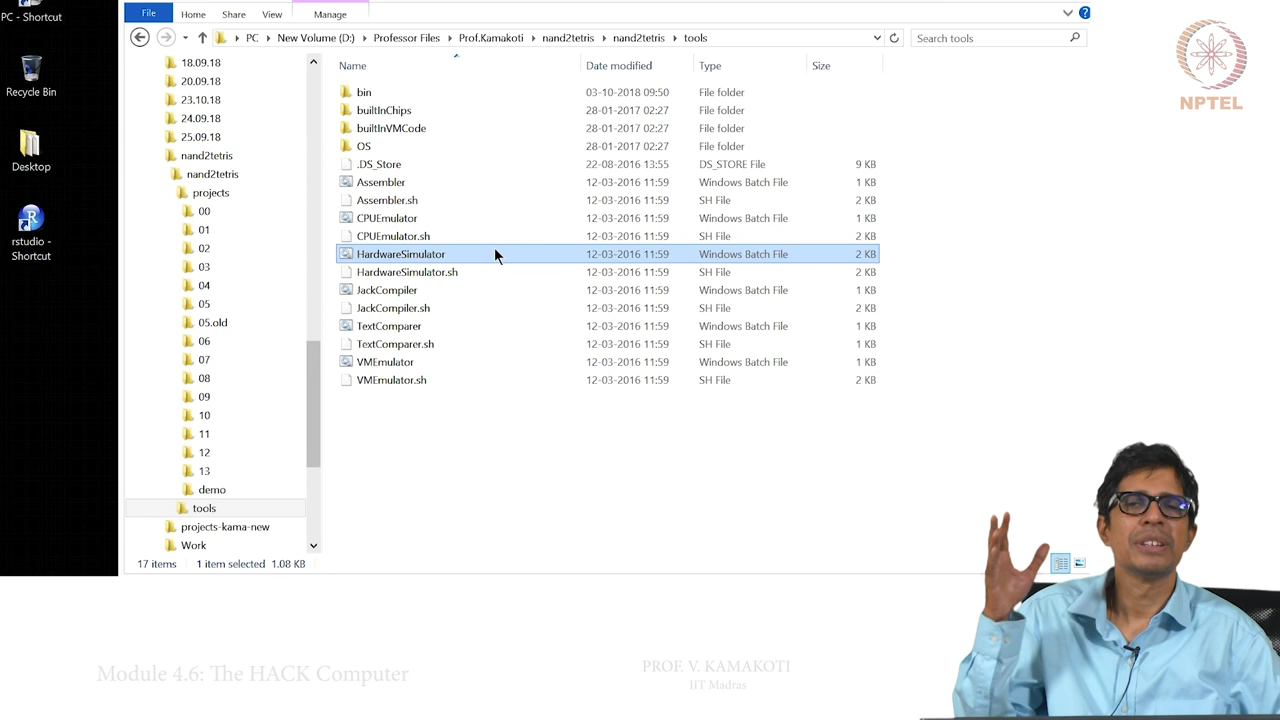 PC - Shortcut
Recycle Bin
Desktop
rstudio -
Shortcut
File Home Share View Manage
PC New Volume (D:) Professor Files Prof.Kamakoti nand2tetris nand2tetris tools
Search tools
18.09.18
20.09.18
23.10.18
24.09.18
25.09.18
nand2tetris
nand2tetris
projects
00
01
02
03
04
05
05.old
06
07
08
09
10
11
12
13
demo
tools
projects-kama-new
Work
Name Date modified Type Size
bin 03-10-2018 09:50 File folder
builtInChips 28-01-2017 02:27 File folder
builtInVMCode 28-01-2017 02:27 File folder
OS 28-01-2017 02:27 File folder
.DS_Store 22-08-2016 13:55 DS_STORE File 9 KB
Assembler 12-03-2016 11:59 Windows Batch File 1 KB
Assembler.sh 12-03-2016 11:59 SH File 2 KB
CPUEmulator 12-03-2016 11:59 Windows Batch File 1 KB
CPUEmulator.sh 12-03-2016 11:59 SH File 2 KB
HardwareSimulator 12-03-2016 11:59 Windows Batch File 2 KB
HardwareSimulator.sh 12-03-2016 11:59 SH File 2 KB
JackCompiler 12-03-2016 11:59 Windows Batch File 1 KB
JackCompiler.sh 12-03-2016 11:59 SH File 2 KB
TextComparer 12-03-2016 11:59 Windows Batch File 1 KB
TextComparer.sh 12-03-2016 11:59 SH File 2 KB
VMEmulator 12-03-2016 11:59 Windows Batch File 1 KB
VMEmulator.sh 12-03-2016 11:59 SH File 2 KB
17 items 1 item selected 1.08 KB
NPTEL
Module 4.6: The HACK Computer
PROF. V. KAMAKOTI
IIT Madras